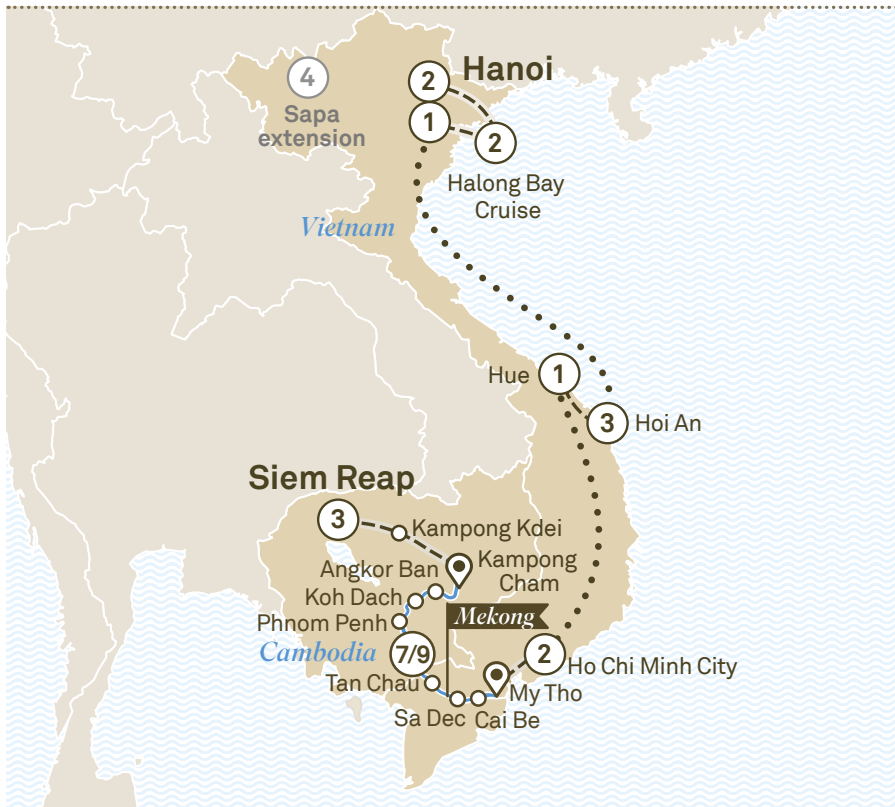 4
Sapa
extension
2
Hanoi
1
2
Halong Bay
Cruise
Vietnam
Hue
1
3
Hoi An
Siem Reap
3
Kampong Kdei
Angkor Ban
Kampong
Cham
Koh Dach
Phnom Penh
Mekong
Cambodia
7/9
2
Ho Chi Minh City
Tan Chau
My Tho
Sa Dec
Cai Be